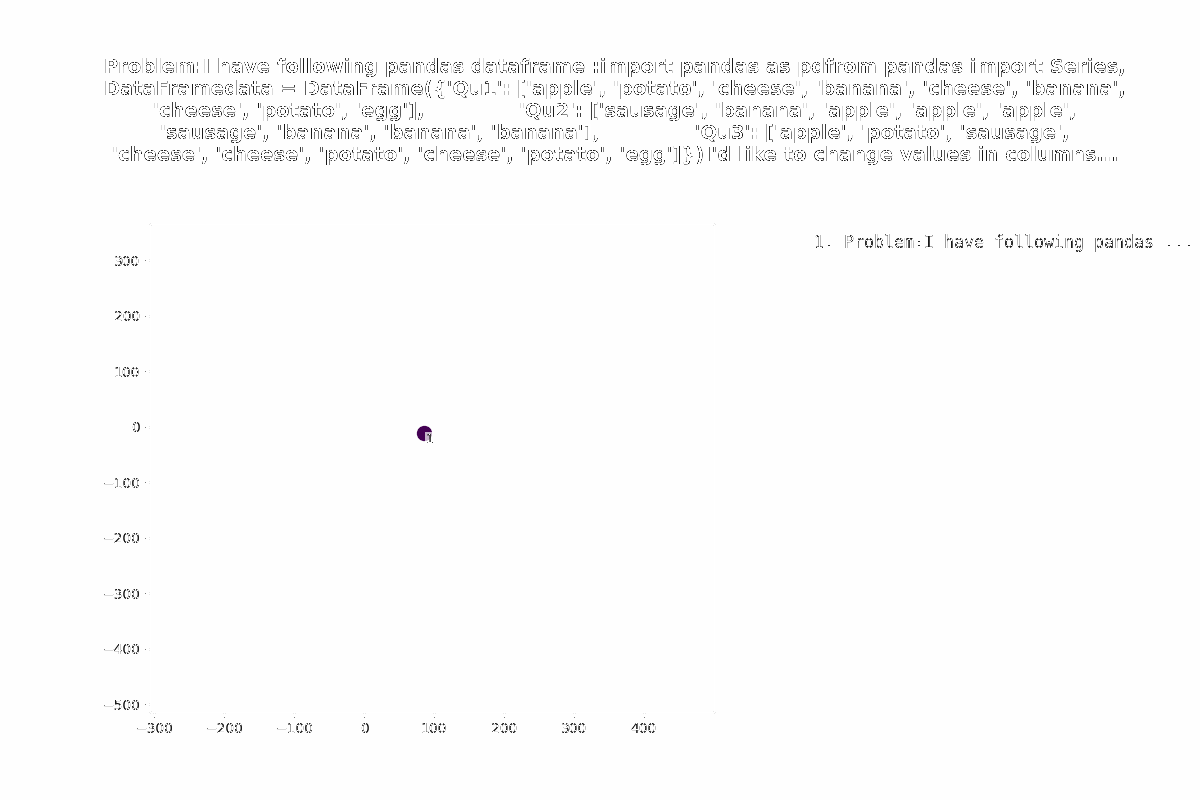 Problem:I have following pandas dataframe :import pandas as pdfrom pandas import Series,
DataFramedata = DataFrame({'Qu1': ['apple', 'potato', 'cheese', 'banana', 'cheese', 'banana',
'cheese', 'potato', 'egg'], 'Qu2': ['sausage', 'banana', 'apple', 'apple', 'apple',
'sausage', 'banana', 'banana', 'banana'], 'Qu3': ['apple', 'potato', 'sausage',
'cheese', 'cheese', 'potato', 'cheese', 'potato', 'egg']})I'd like to change values in columns...
1. Problem:I have following pandas ...
300
200
100
0
−100
−200
−300
−400
−500
−300 −200 −100 0 100 200 300 400